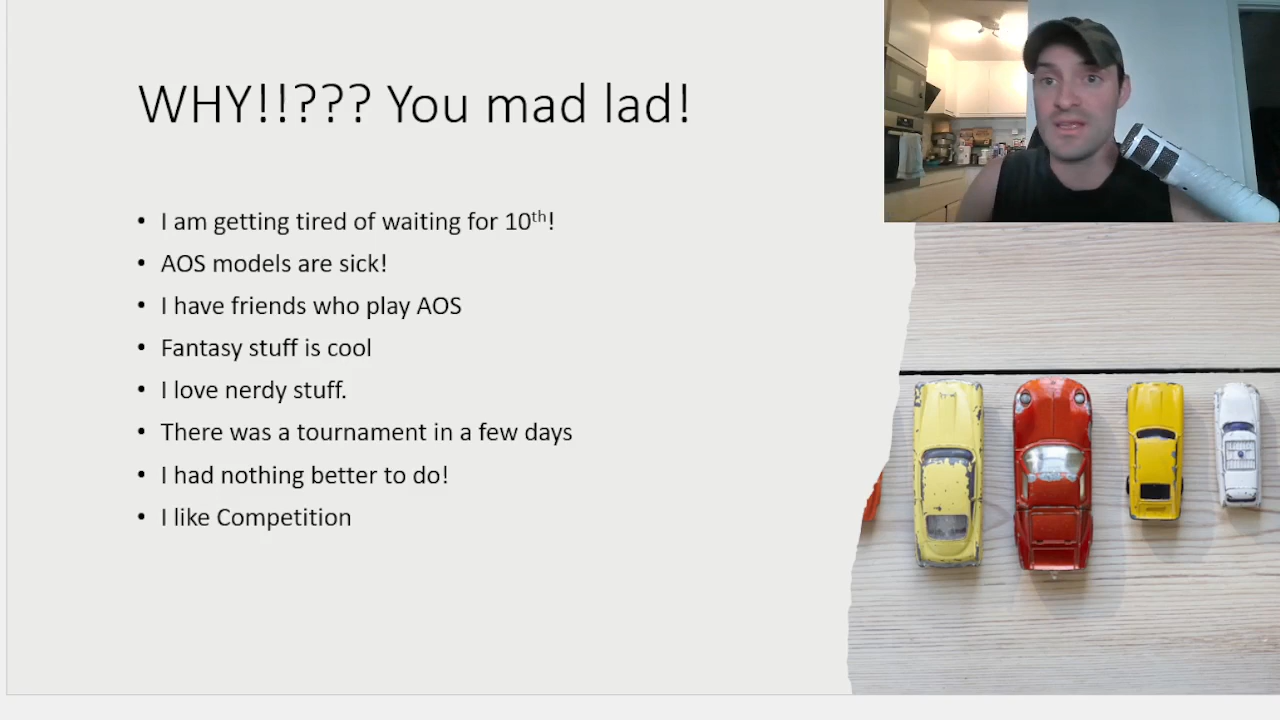 WHY!!??? You mad lad!
• I am getting tired of waiting for 10th!
• AOS models are sick!
• I have friends who play AOS
• Fantasy stuff is cool
• I love nerdy stuff.
• There was a tournament in a few days
• I had nothing better to do!
• I like Competition